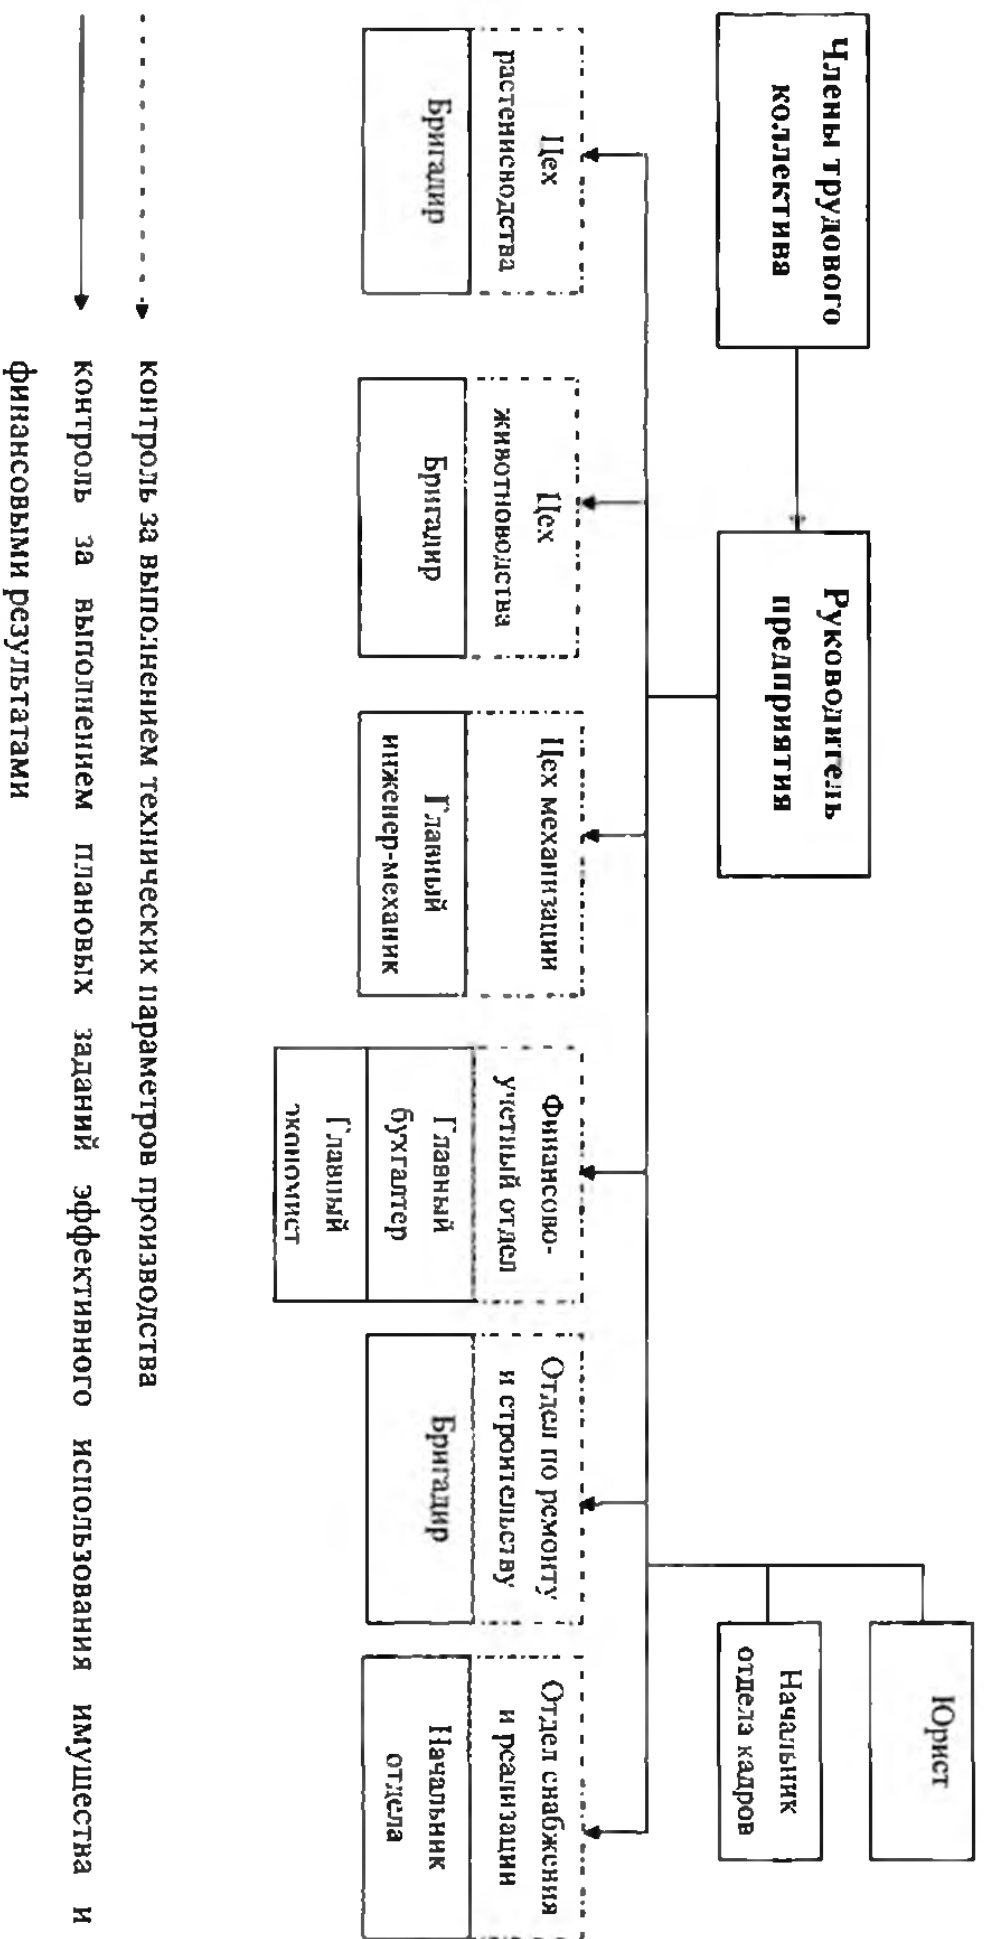 Члены трудового
коллектива
Руководитель
предприятия
Юрист
Начальник
отдела кадров
Цех
растениеводства
Бригадир
Цех
животноводства
Бригадир
Цех механизации
Главный
инженер-механик
Финансово-
учетный отдел
Главный
бухгалтер
Главный
экономист
Отдел по ремонту
и строительству
Бригадир
Отдел снабжения
и реализации
Начальник
отдела
контроль за выполнением технических параметров производства
контроль за выполнием плановых заданий эффективного использования имущества и
финансовыми результатами